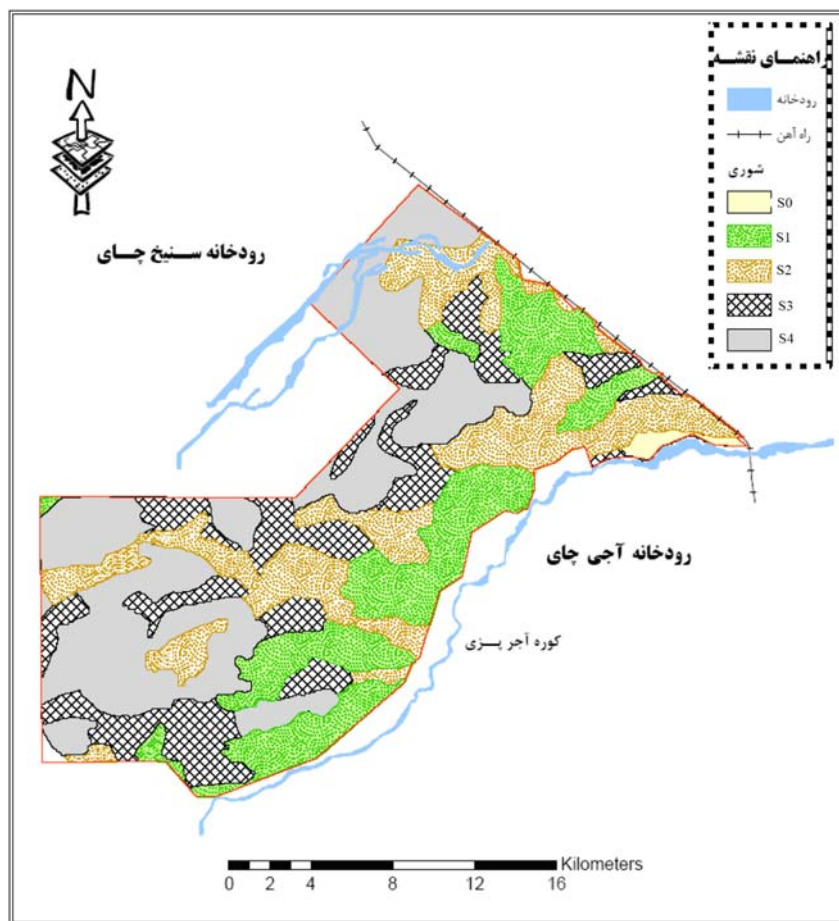 راهنمای نقشه
رودخانه
راه آهن
شوری
S0
S1
S2
S3
S4
N
رودخانه سنیخ چای
رودخانه آجی چای
کوره آجر پزی
Kilometers
0 2 4 8 12 16